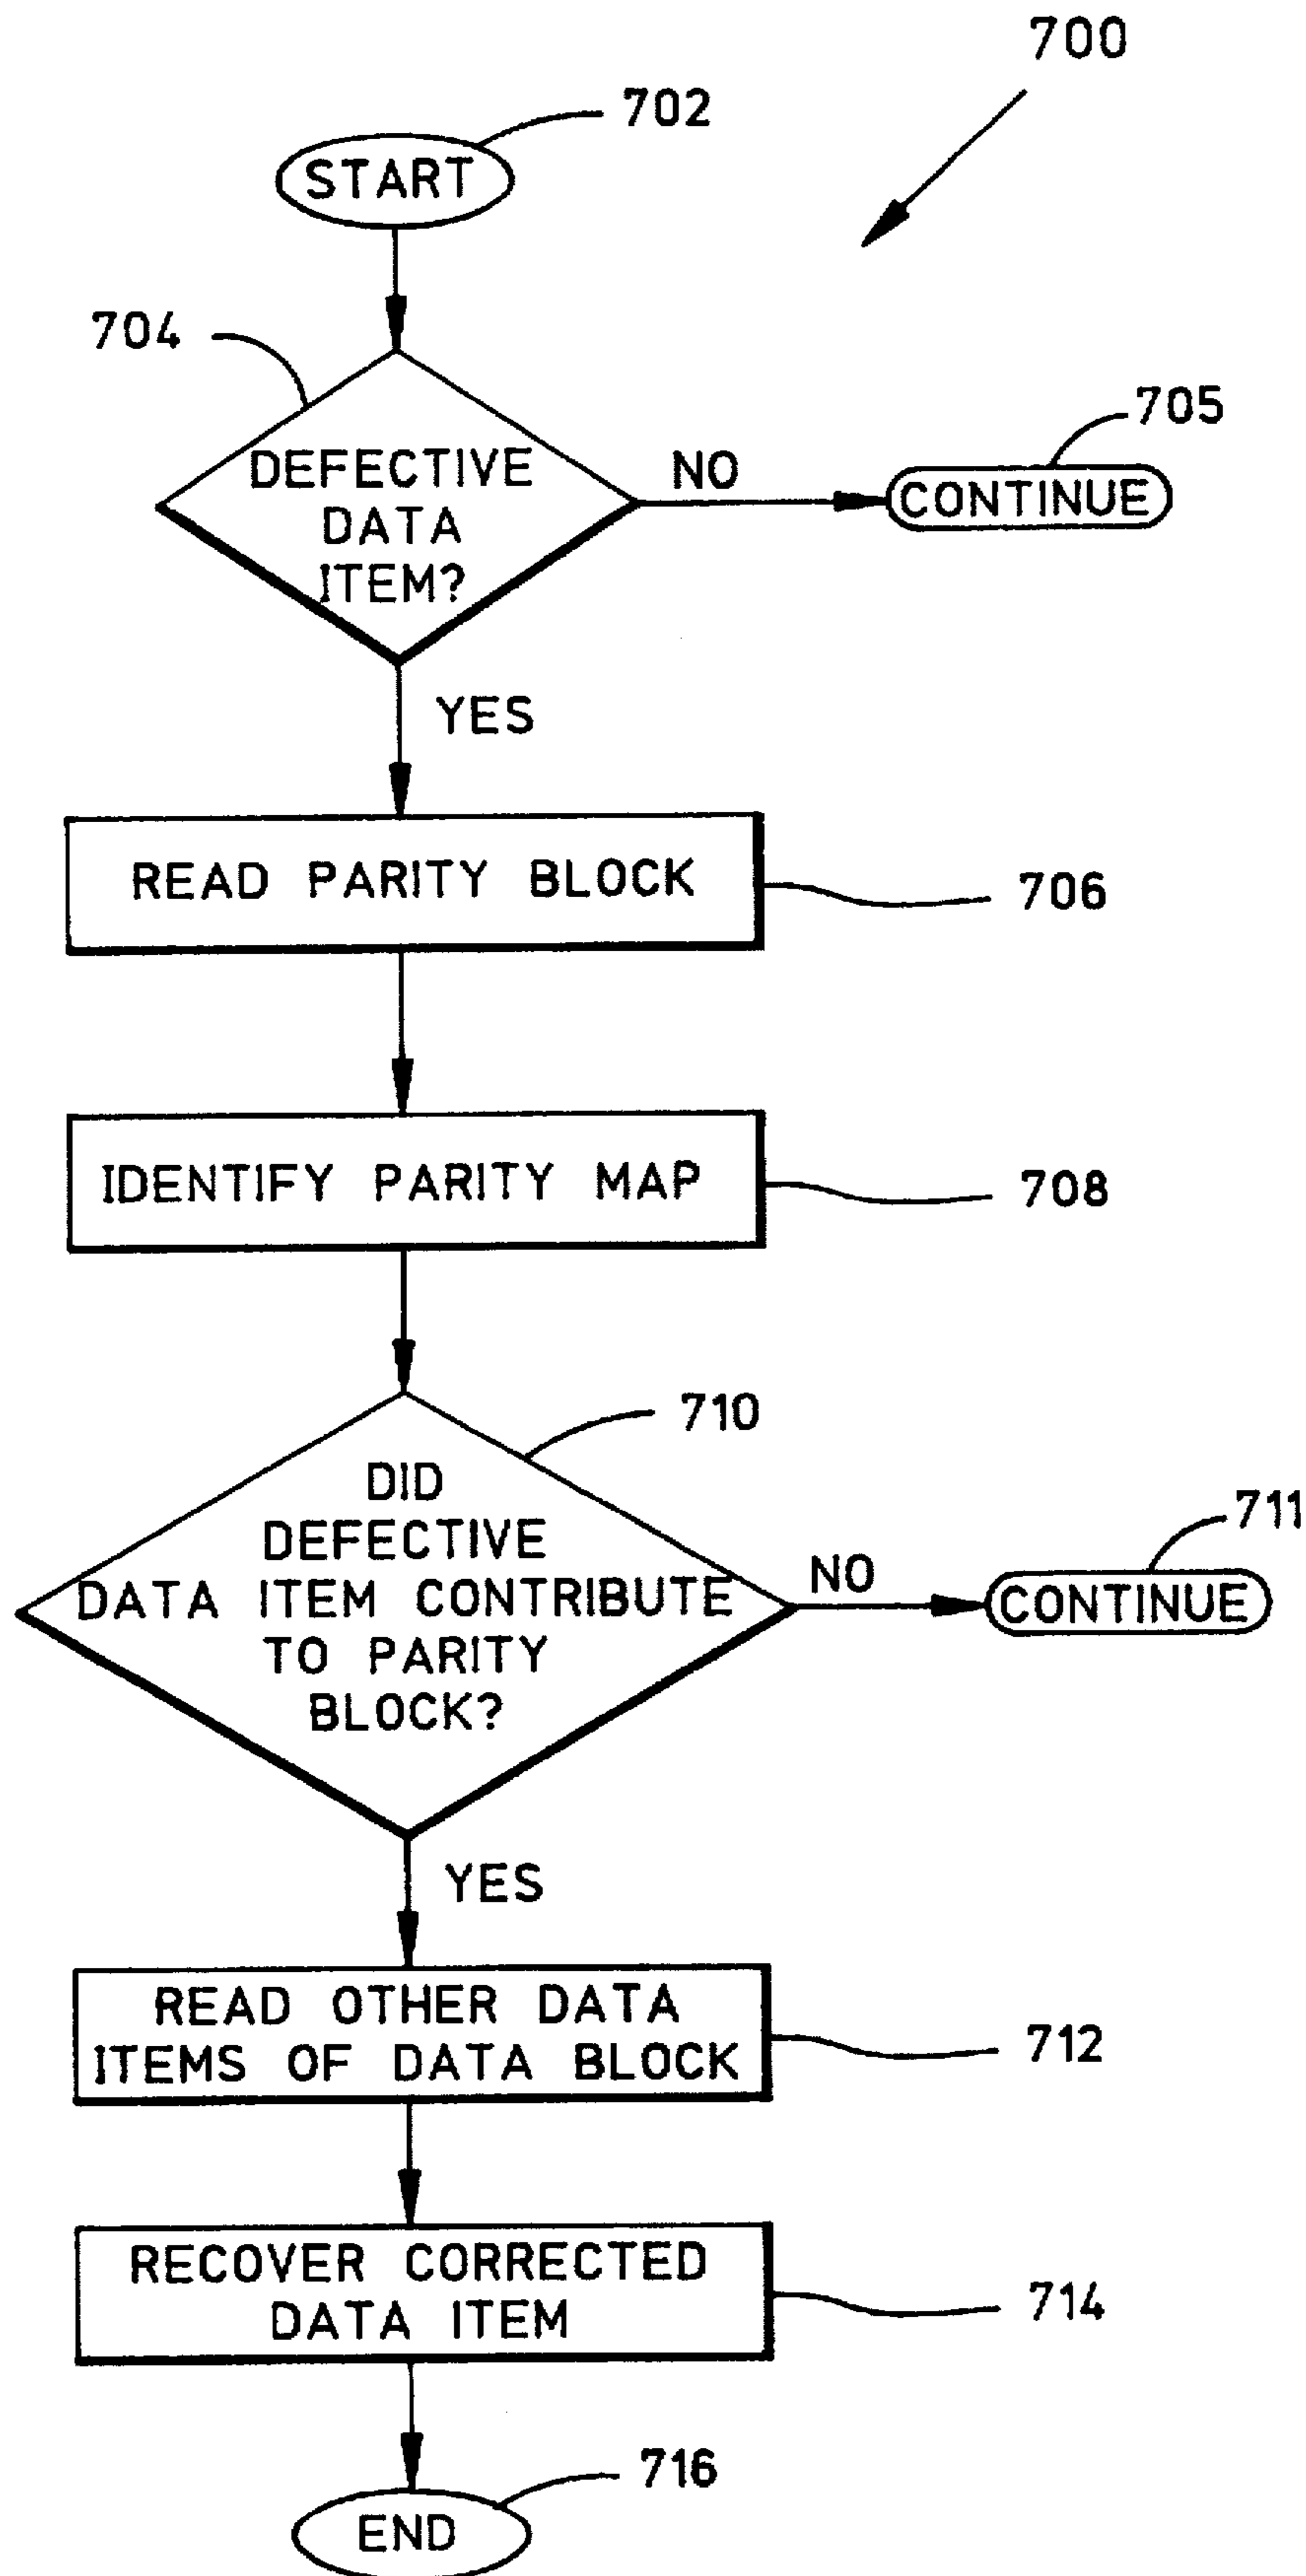 700
702
START
704
DEFECTIVE
DATA
ITEM?
NO
705
CONTINUE
YES
READ PARITY BLOCK
706
IDENTIFY PARITY MAP
708
710
DID
DEFECTIVE
DATA ITEM CONTRIBUTE
TO PARITY
BLOCK?
NO
711
CONTINUE
YES
READ OTHER DATA
ITEMS OF DATA BLOCK
712
RECOVER CORRECTED
DATA ITEM
714
716
END